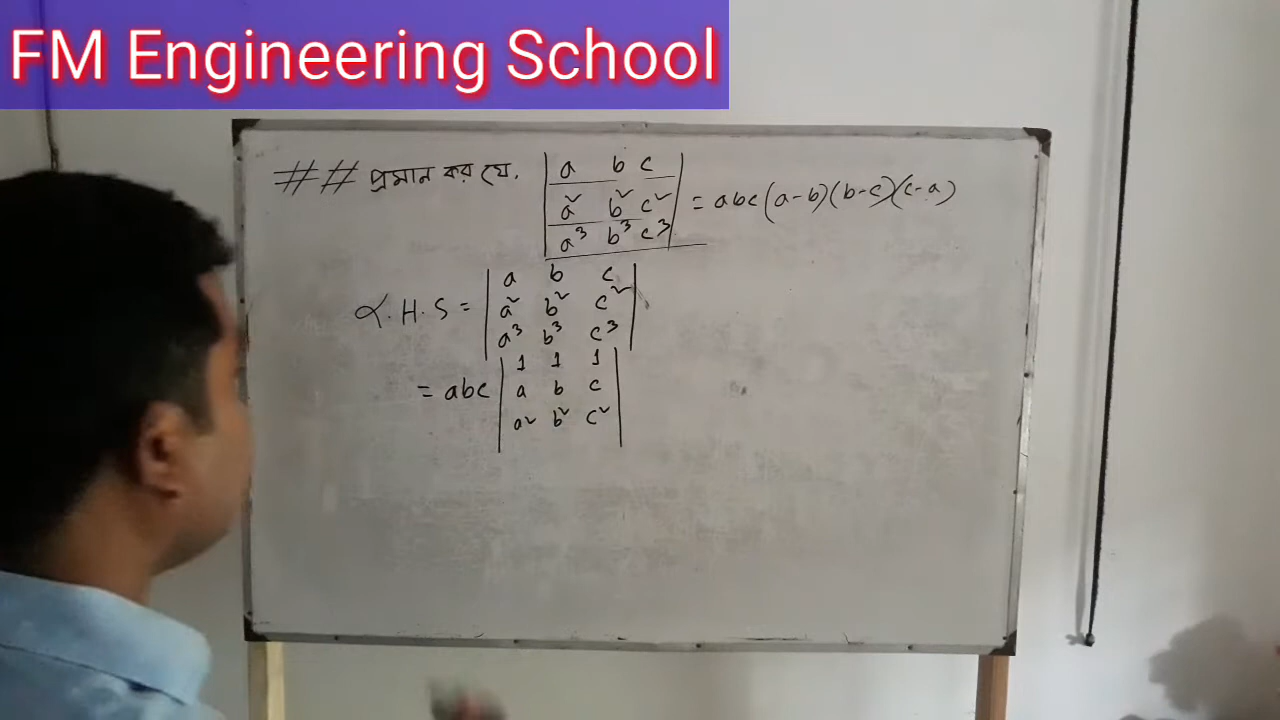 FM Engineering School
## প্রমান কর যে, | a b c |
| a² b² c² | = abc(a-b)(b-c)(c-a)
| a³ b³ c³ |
| a b c |
L.H.S = | a² b² c² |
| a³ b³ c³ |
| 1 1 1 |
= abc | a b c |
| a² b² c² |